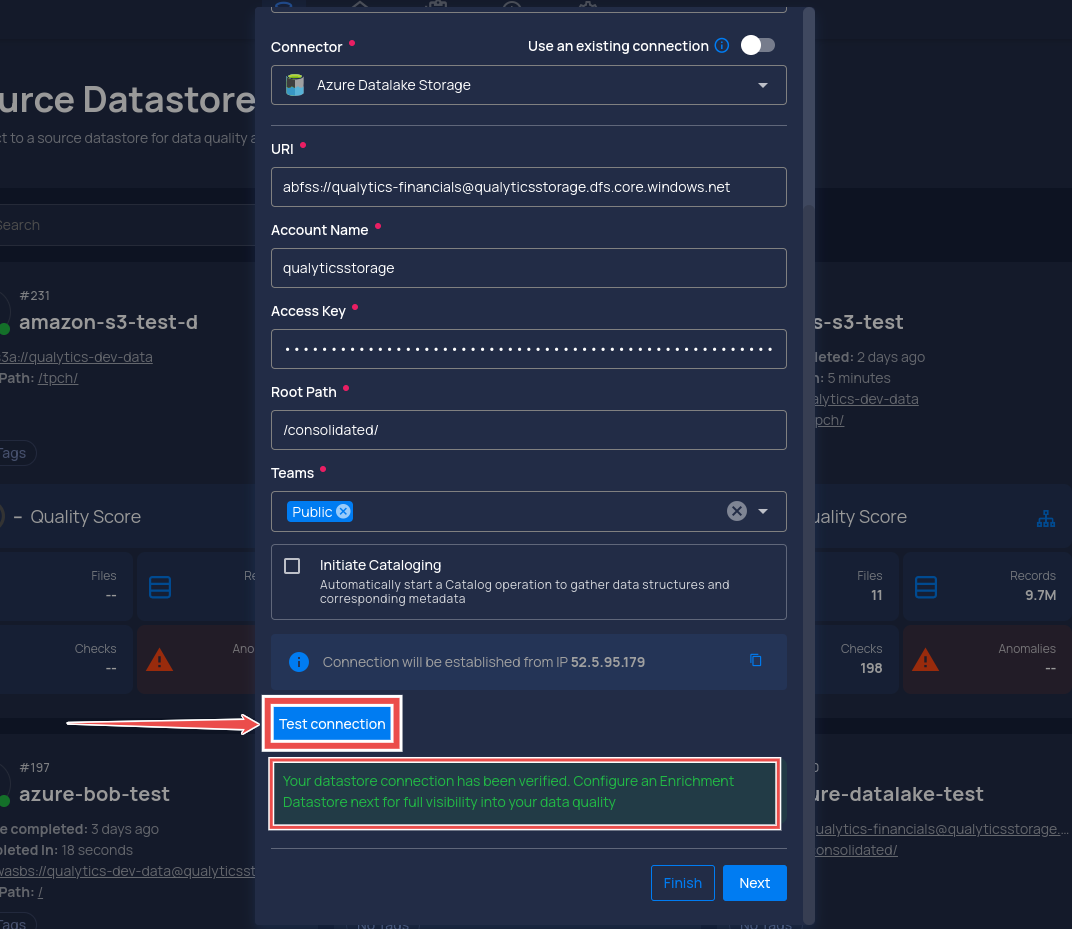 Connector
Use an existing connection
Azure Datalake Storage
urce Datastore
ct to a source datastore for data quality a
URI
abfss://qualytics-financials@qualyticsstorage.dfs.core.windows.net
Search
Account Name
qualyticsstorage
#231
amazon-s3-test-d
s3a://qualytics-dev-data
Path: /tpch/
Access Key
Root Path
/consolidated/
s-s3-test
leted: 2 days ago
n: 5 minutes
alytics-dev-data
pch/
Tags
Teams
Public
– Quality Score
uality Score
Initiate Cataloging
Automatically start a Catalog operation to gather data structures and
corresponding metadata
Files
--
Re
Files
11
Records
9.7M
Checks
--
Ano
Checks
198
Anomalies
--
Connection will be established from IP 52.5.95.179
Test connection
Your datastore connection has been verified. Configure an Enrichment
Datastore next for full visibility into your data quality
#197
azure-bob-test
e completed: 3 days ago
pleted In: 18 seconds
wasbs://qualytics-dev-data@qualyticsst
Path: /
Tags
ure-datalake-test
ualytics-financials@qualyticsstorage....
onsolidated/
Finish
Next
No Tags
No Tags